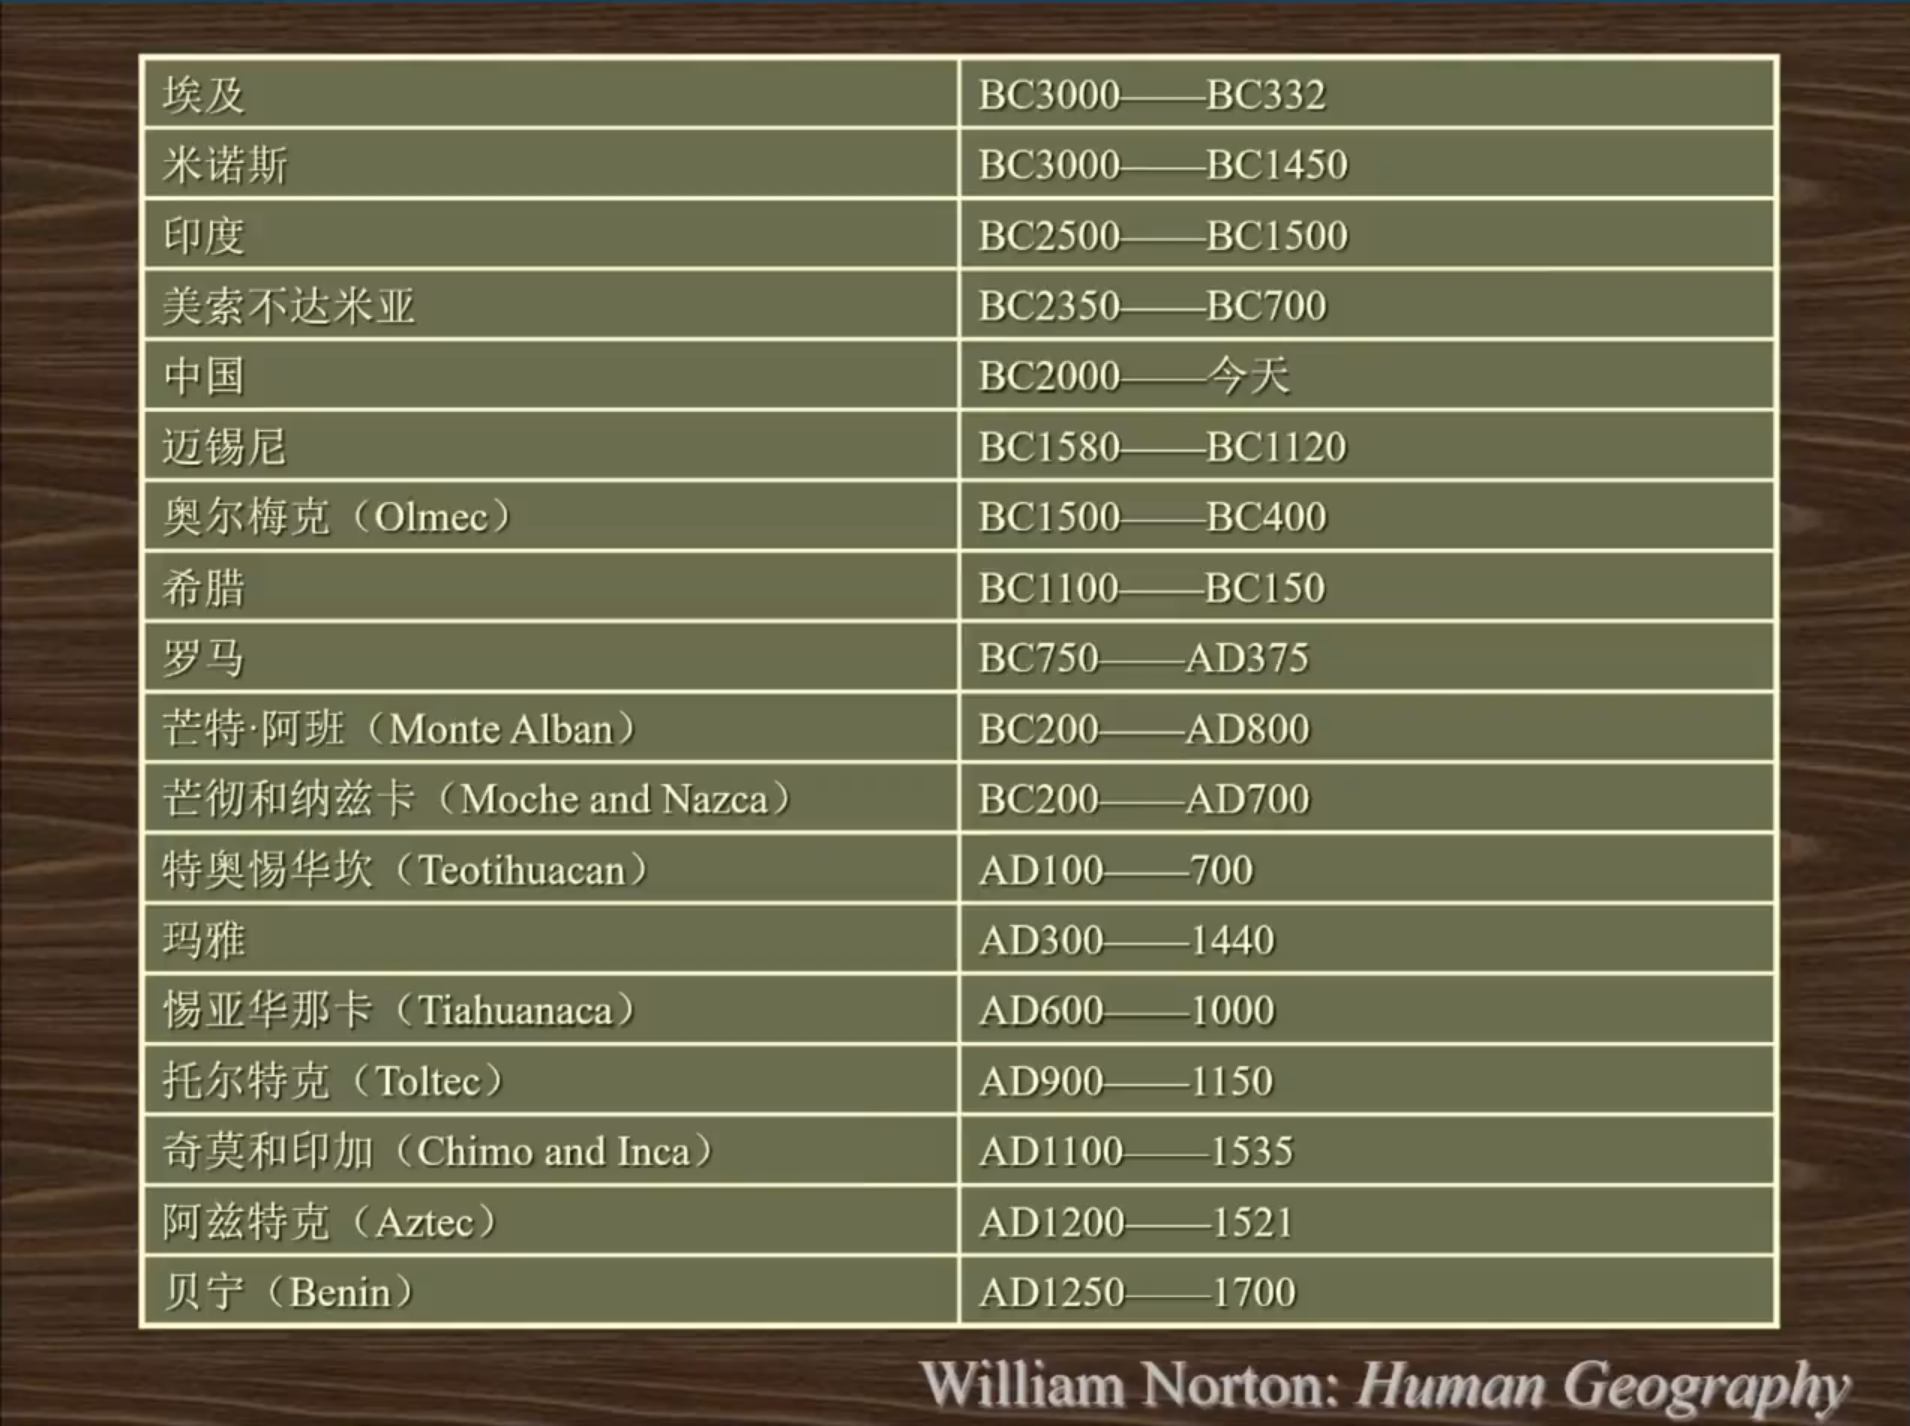 埃及 BC3000——BC332
米诺斯 BC3000——BC1450
印度 BC2500——BC1500
美索不达米亚 BC2350——BC700
中国 BC2000——今天
迈锡尼 BC1580——BC1120
奥尔梅克（Olmec） BC1500——BC400
希腊 BC1100——BC150
罗马 BC750——AD375
芒特·阿班（Monte Alban） BC200——AD800
芒彻和纳兹卡（Moche and Nazca） BC200——AD700
特奥惕华坎（Teotihuacan） AD100——700
玛雅 AD300——1440
惕亚华那卡（Tiahuanaca） AD600——1000
托尔特克（Toltec） AD900——1150
奇莫和印加（Chimo and Inca） AD1100——1535
阿兹特克（Aztec） AD1200——1521
贝宁（Benin） AD1250——1700
William Norton: Human Geography